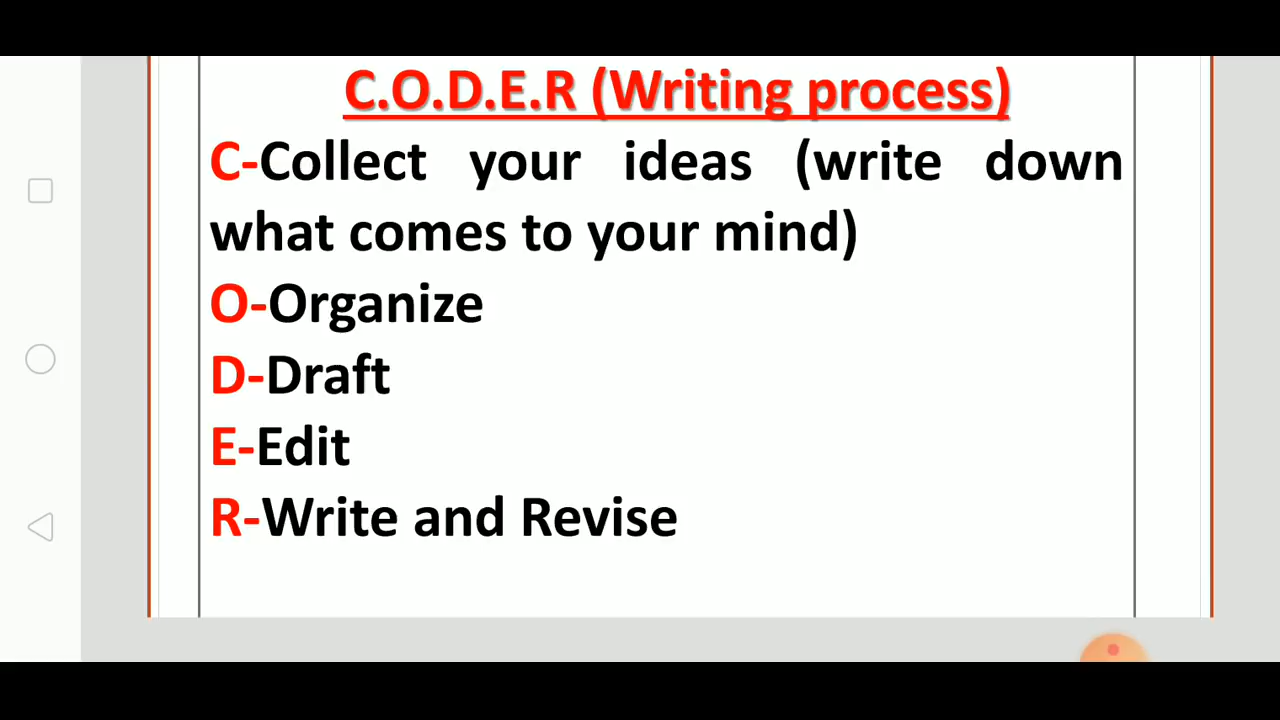 C.O.D.E.R (Writing process)
C-Collect your ideas (write down
what comes to your mind)
O-Organize
D-Draft
E-Edit
R-Write and Revise